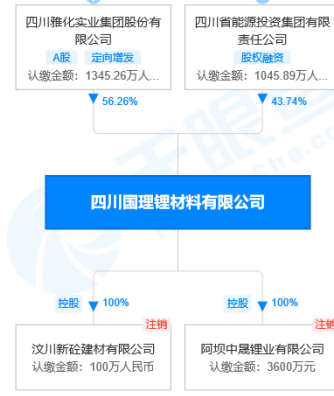 四川雅化实业集团股份有
限公司
A股 定向增发
认缴金额：1345.26万人...
56.26%
四川省能源投资集团有限
责任公司
股权融资
认缴金额：1045.89万人...
43.74%
四川国理锂材料有限公司
控股 100%
注销
汶川新砼建材有限公司
认缴金额：100万人民币
控股 100%
注销
阿坝中晟锂业有限公司
认缴金额：3600万元